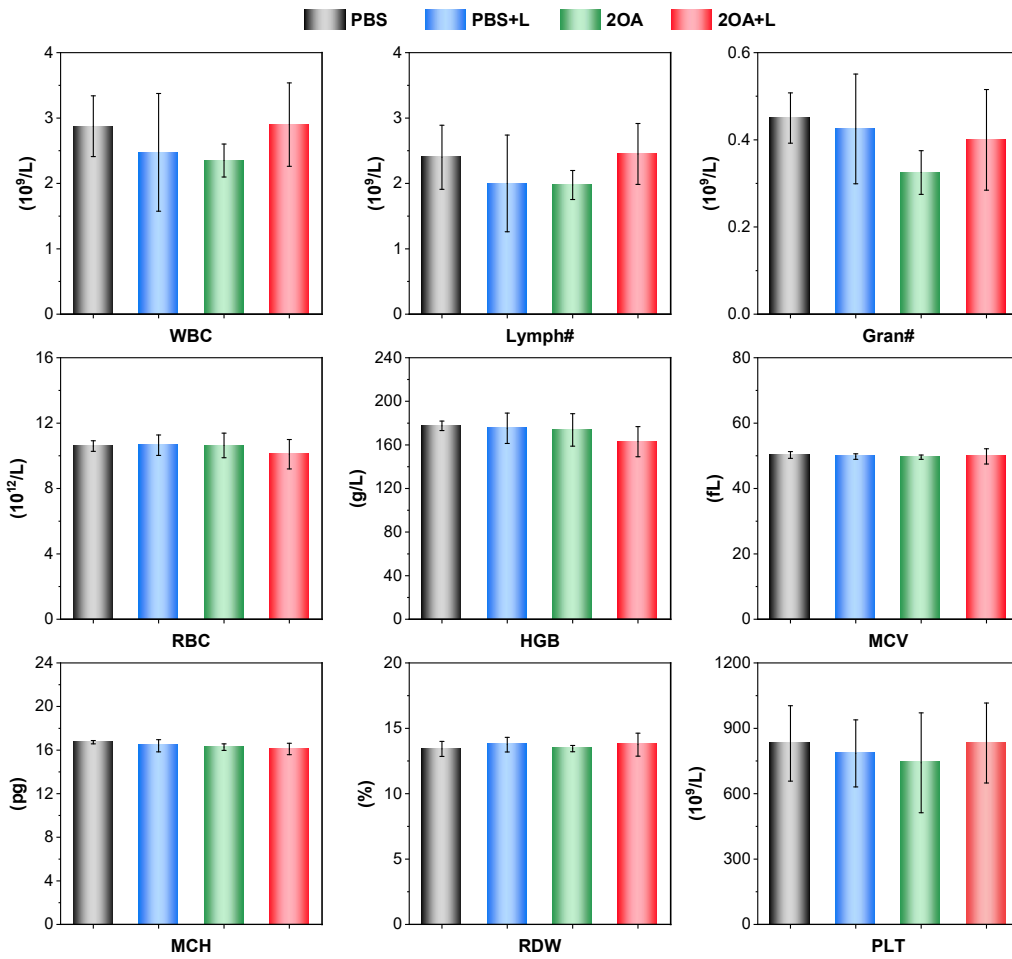 PBS PBS+L 2OA 2OA+L
4
3
2
1
0
(10⁹/L)
WBC
4
3
2
1
0
(10⁹/L)
Lymph#
0.6
0.4
0.2
0.0
(10⁹/L)
Gran#
16
12
8
4
0
(10¹²/L)
RBC
240
200
160
120
80
40
0
(g/L)
HGB
80
60
40
20
0
(fL)
MCV
24
20
16
12
8
4
0
(pg)
MCH
20
15
10
5
0
(%)
RDW
1200
900
600
300
0
(10⁹/L)
PLT